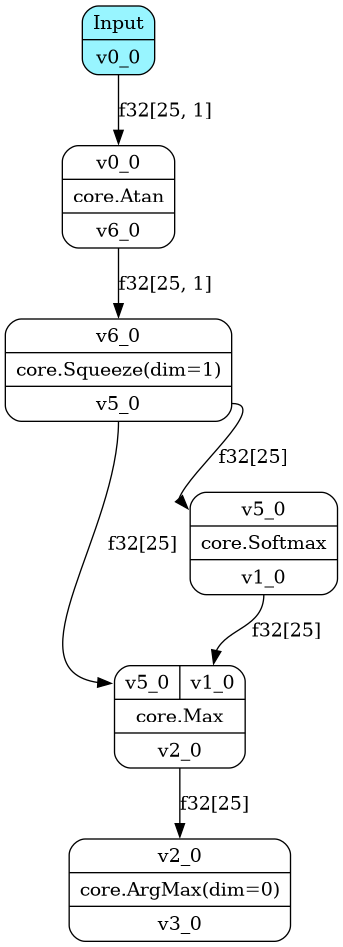 Input
v0_0
f32[25, 1]
v0_0
core.Atan
v6_0
f32[25, 1]
v6_0
core.Squeeze(dim=1)
v5_0
f32[25]
v5_0
core.Softmax
v1_0
f32[25]
f32[25]
v5_0 v1_0
core.Max
v2_0
f32[25]
v2_0
core.ArgMax(dim=0)
v3_0